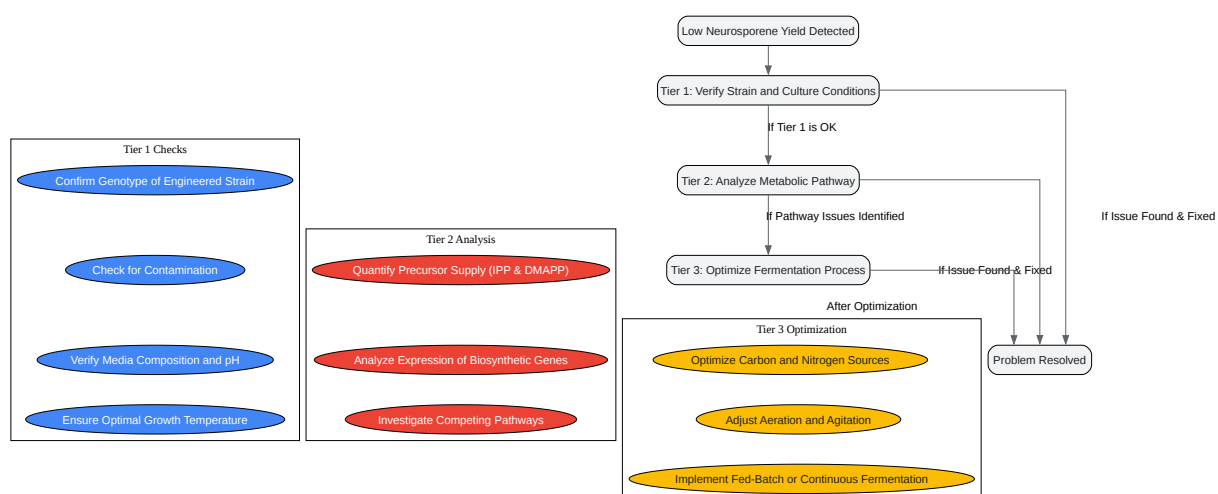 Low Neurosporene Yield Detected
Tier 1: Verify Strain and Culture Conditions
If Tier 1 is OK
Tier 2: Analyze Metabolic Pathway
If Pathway Issues Identified
If Issue Found & Fixed
Tier 3: Optimize Fermentation Process
If Issue Found & Fixed
After Optimization
Problem Resolved
Tier 1 Checks
Confirm Genotype of Engineered Strain
Check for Contamination
Verify Media Composition and pH
Ensure Optimal Growth Temperature
Tier 2 Analysis
Quantify Precursor Supply (IPP & DMAPP)
Analyze Expression of Biosynthetic Genes
Investigate Competing Pathways
Tier 3 Optimization
Optimize Carbon and Nitrogen Sources
Adjust Aeration and Agitation
Implement Fed-Batch or Continuous Fermentation